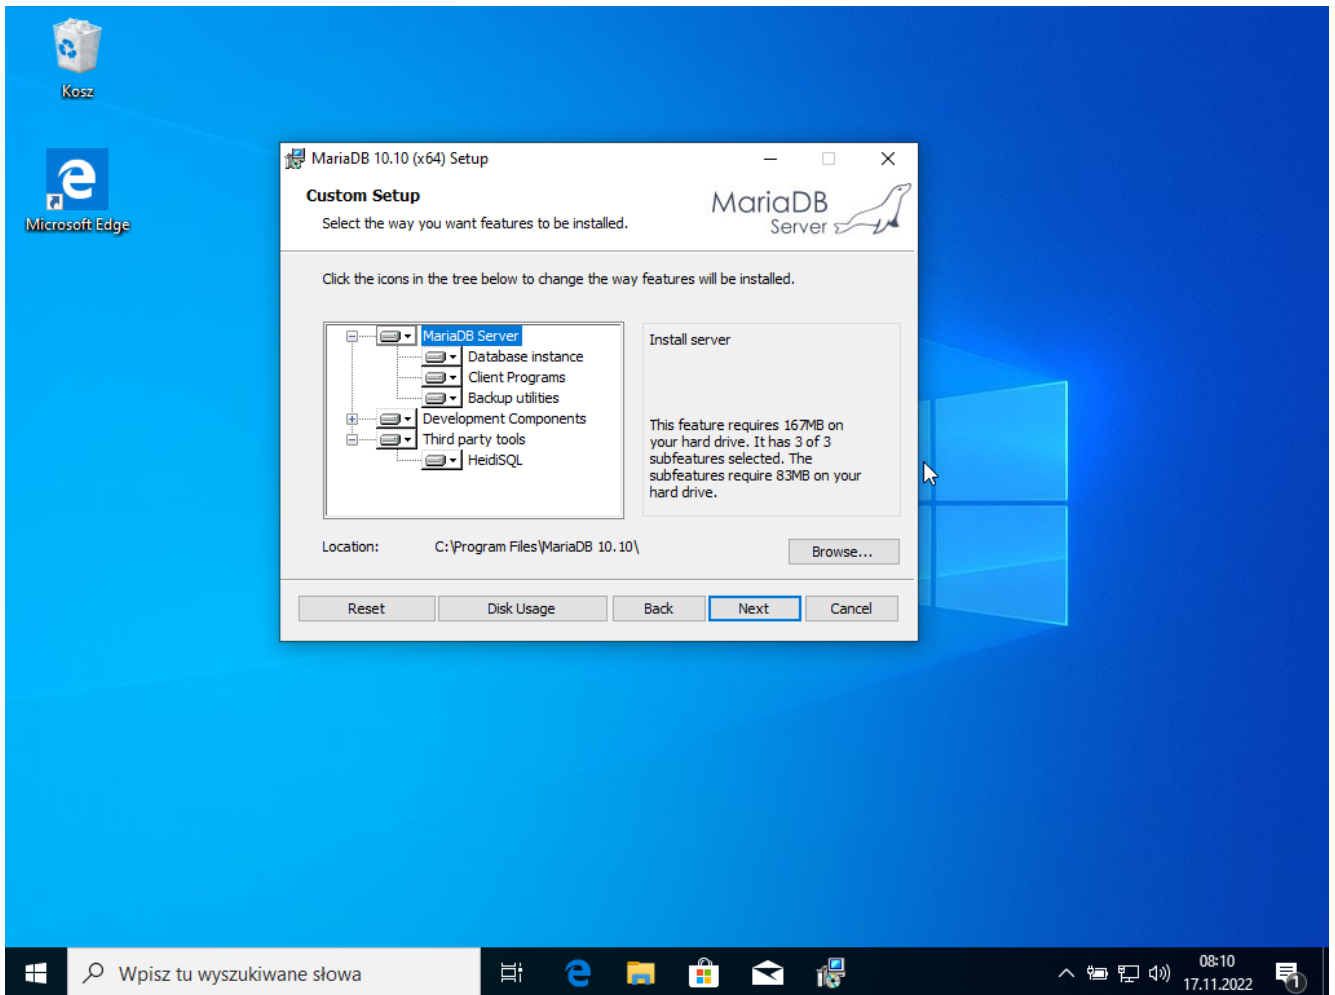 Kosz
Microsoft Edge
MariaDB 10.10 (x64) Setup
Custom Setup
Select the way you want features to be installed.
MariaDB
Server
Click the icons in the tree below to change the way features will be installed.
MariaDB Server
Database instance
Client Programs
Backup utilities
Development Components
Third party tools
HeidiSQL
Install server
This feature requires 167MB on
your hard drive. It has 3 of 3
subfeatures selected. The
subfeatures require 83MB on your
hard drive.
Location:
C:\Program Files\MariaDB 10.10\
Browse...
Reset
Disk Usage
Back
Next
Cancel
Wpisz tu wyszukiwane słowa
08:10
17.11.2022
1